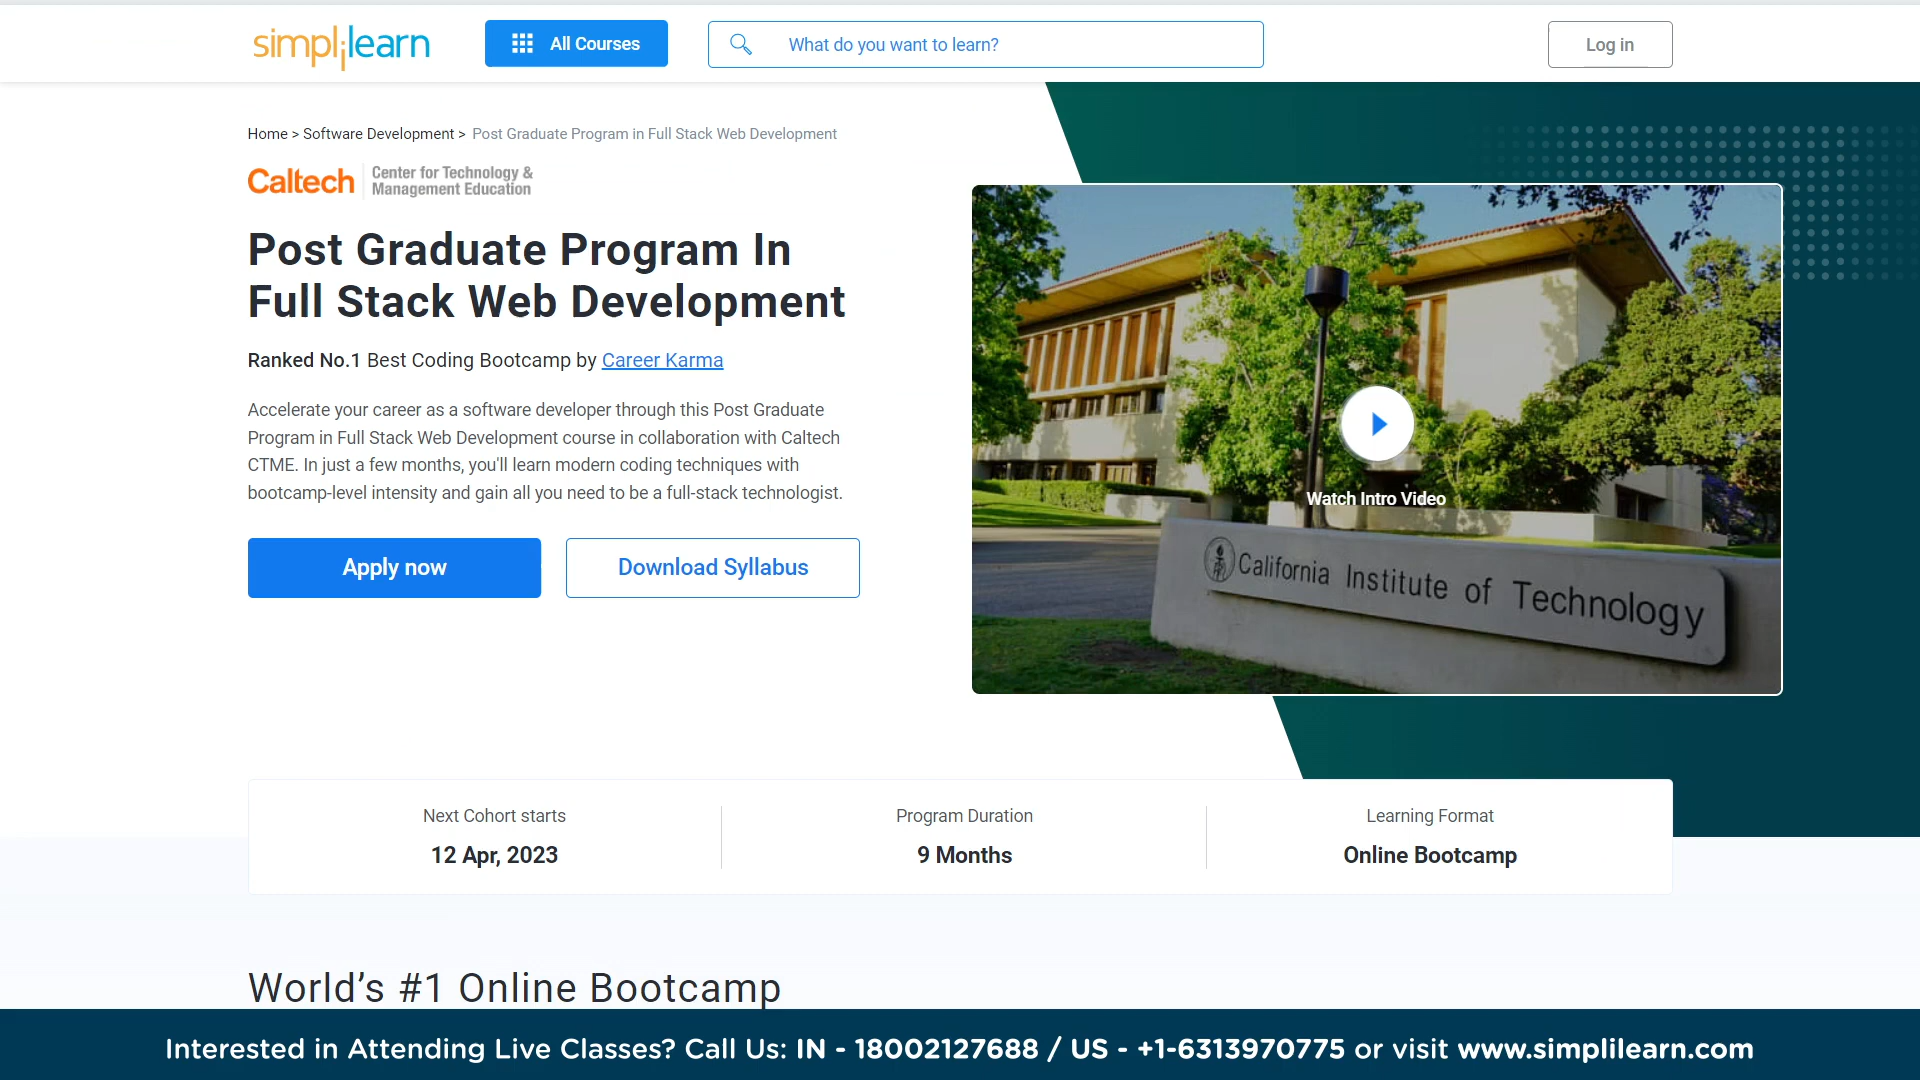 simplilearn
All Courses
What do you want to learn?
Log in
Home > Software Development > Post Graduate Program in Full Stack Web Development
Caltech
Center for Technology &
Management Education
Post Graduate Program In
Full Stack Web Development
Ranked No.1 Best Coding Bootcamp by Career Karma
Accelerate your career as a software developer through this Post Graduate
Program in Full Stack Web Development course in collaboration with Caltech
CTME. In just a few months, you'll learn modern coding techniques with
bootcamp-level intensity and gain all you need to be a full-stack technologist.
Apply now
Download Syllabus
Watch Intro Video
California Institute of Technology
Next Cohort starts
12 Apr, 2023
Program Duration
9 Months
Learning Format
Online Bootcamp
World’s #1 Online Bootcamp
Interested in Attending Live Classes? Call Us: IN - 18002127688 / US - +1-6313970775 or visit www.simplilearn.com